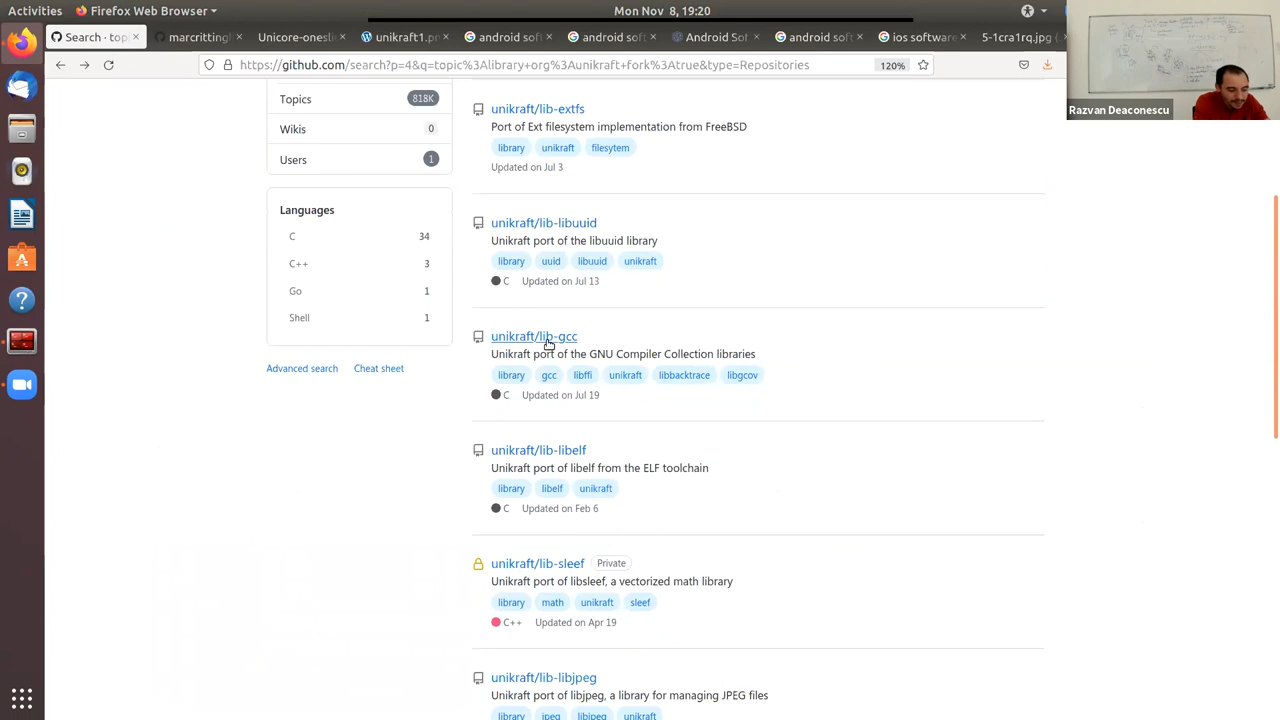 Activities
Firefox Web Browser
Mon Nov 8, 19:20
Search · top
marcrittingh
Unicore-onesli
unikraft1.pn
android soft
android soft
Android Sof
android soft
ios software
5-1cra1rq.jpg (
https://github.com/search?p=4&q=topic%3Alibrary+org%3Aunikraft+fork%3Atrue&type=Repositories
120%
Razvan Deaconescu
Topics
818K
Wikis
0
Users
1
Languages
C
34
C++
3
Go
1
Shell
1
Advanced search
Cheat sheet
unikraft/lib-extfs
Port of Ext filesystem implementation from FreeBSD
library unikraft filesytem
Updated on Jul 3
unikraft/lib-libuuid
Unikraft port of the libuuid library
library uuid libuuid unikraft
C Updated on Jul 13
unikraft/lib-gcc
Unikraft port of the GNU Compiler Collection libraries
library gcc libffi unikraft libbacktrace libgcov
C Updated on Jul 19
unikraft/lib-libelf
Unikraft port of libelf from the ELF toolchain
library libelf unikraft
C Updated on Feb 6
unikraft/lib-sleef Private
Unikraft port of libsleef, a vectorized math library
library math unikraft sleef
C++ Updated on Apr 19
unikraft/lib-libjpeg
Unikraft port of libjpeg, a library for managing JPEG files
library jpeg libjpeg unikraft